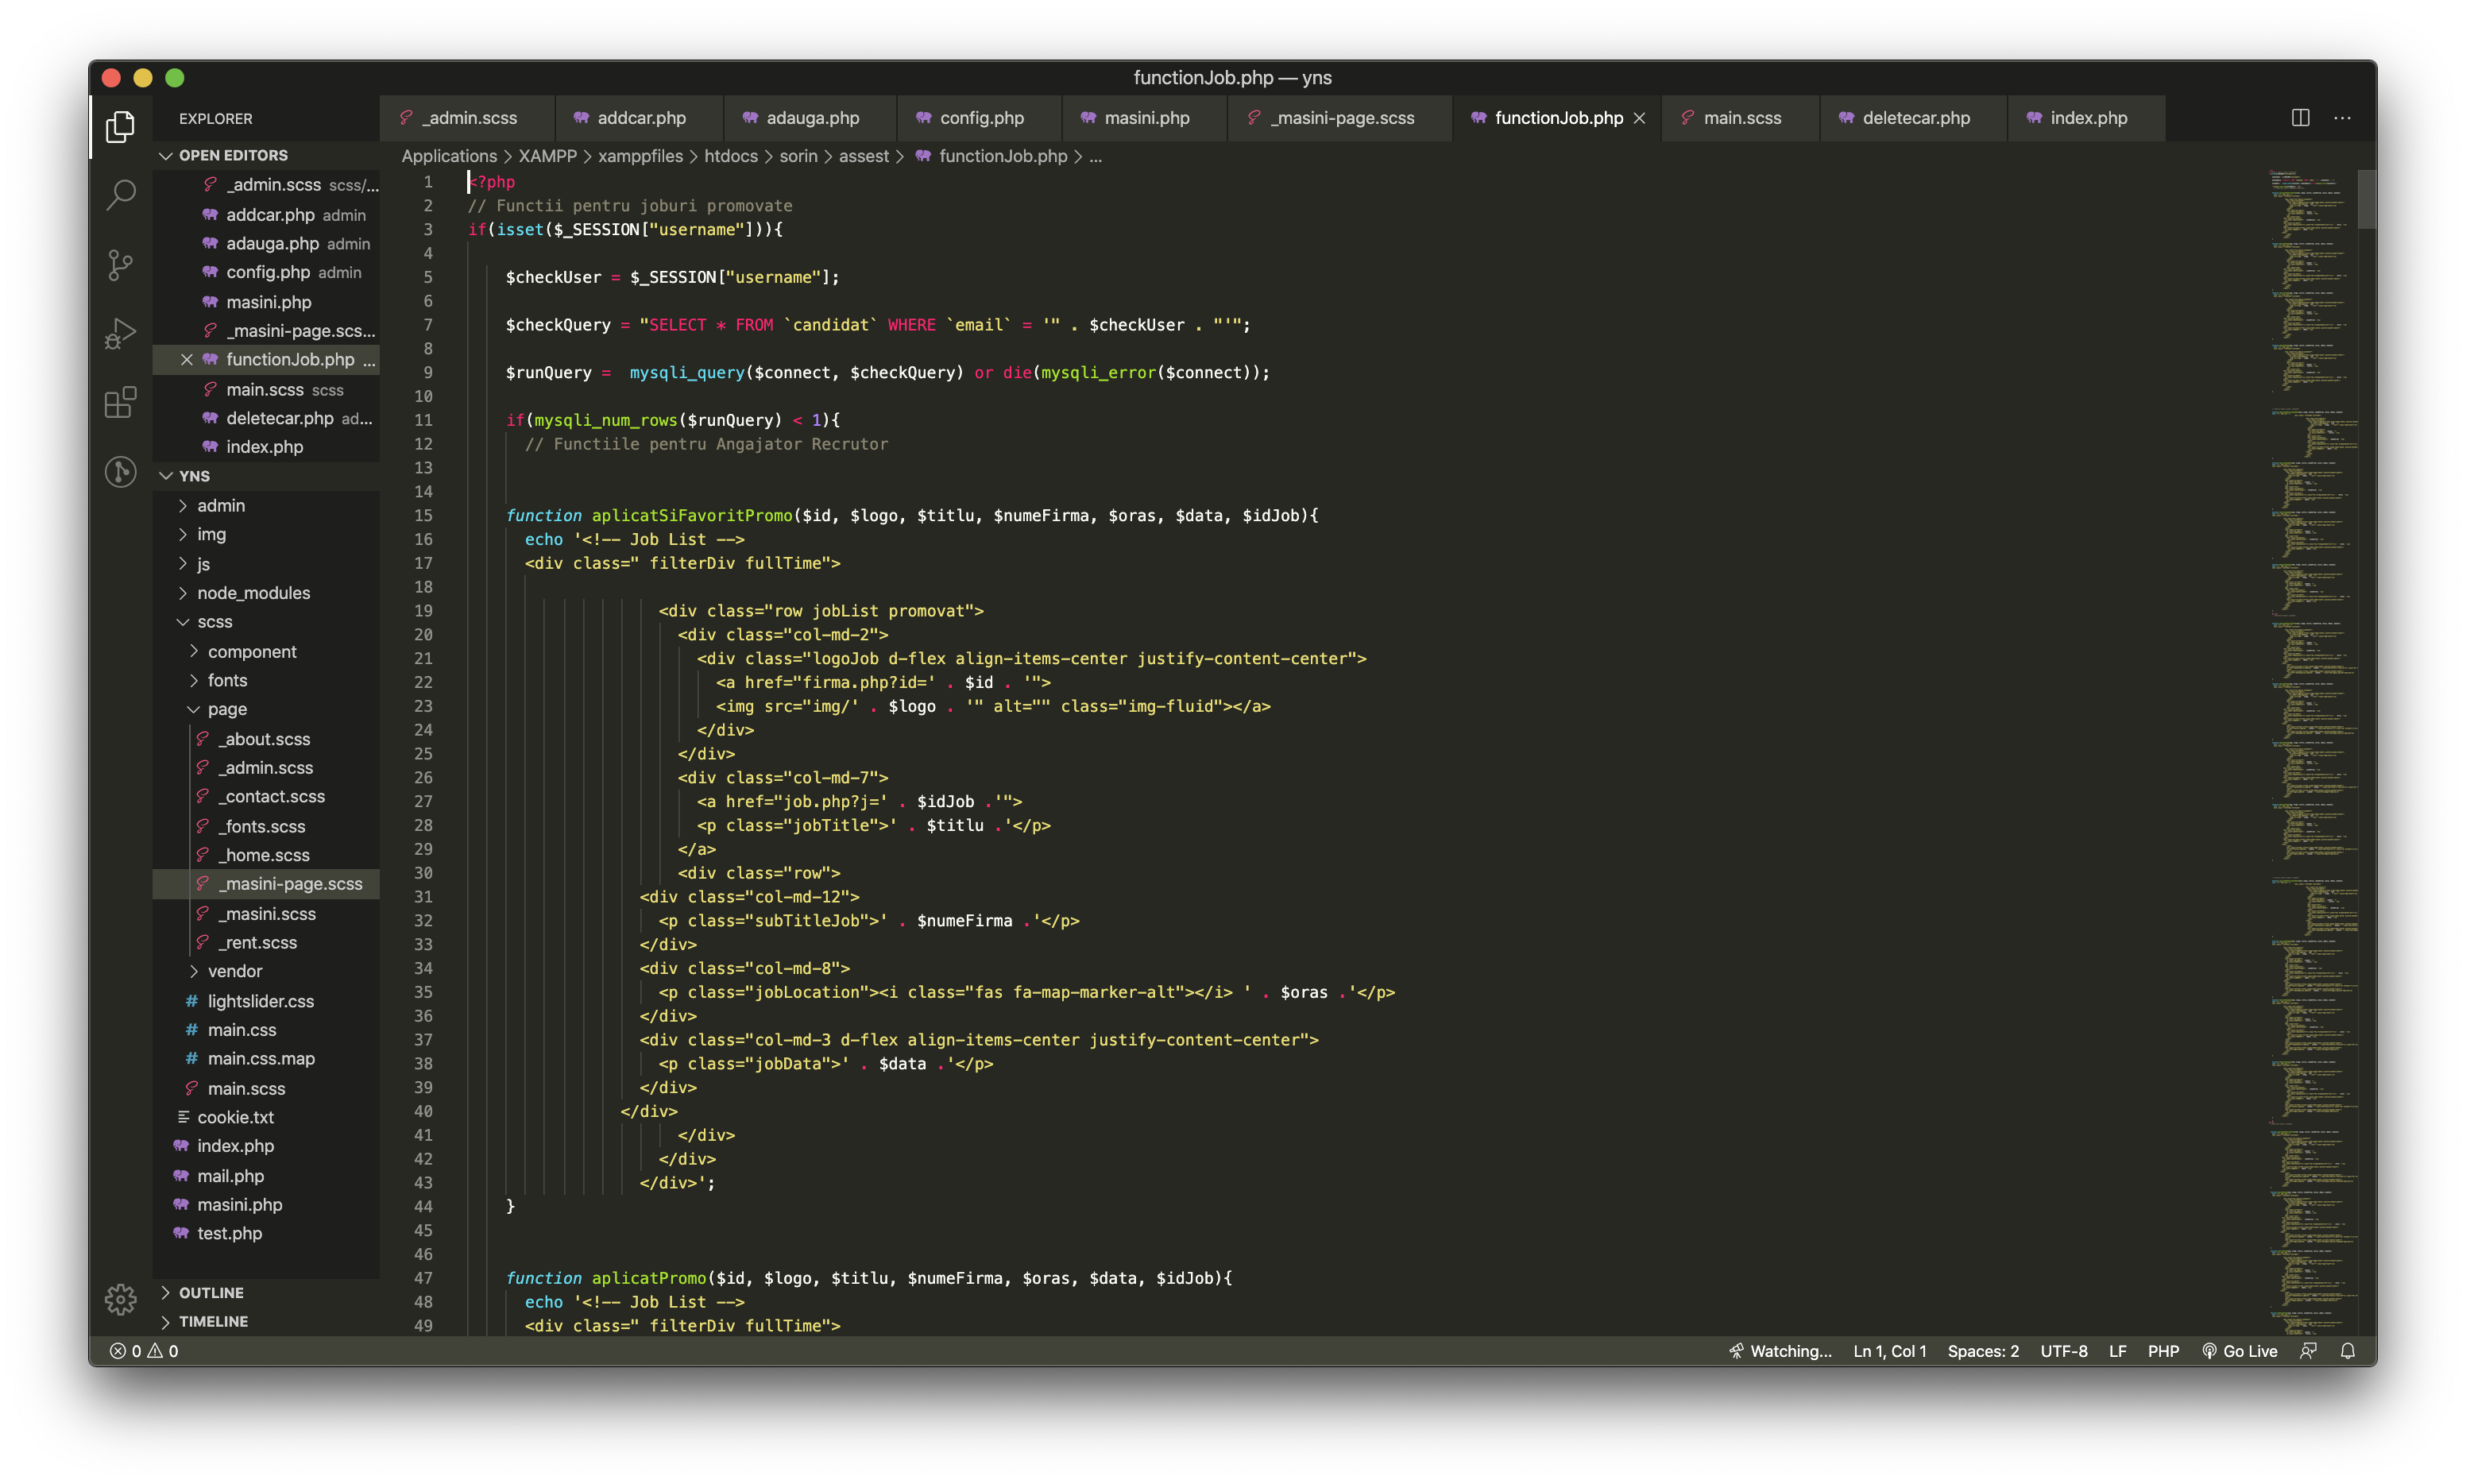 functionJob.php — yns
EXPLORER
_admin.scss
addcar.php
adauga.php
config.php
masini.php
_masini-page.scss
functionJob.php
main.scss
deletecar.php
index.php
OPEN EDITORS
_admin.scss scss/...
addcar.php admin
adauga.php admin
config.php admin
masini.php
_masini-page.scs...
functionJob.php ...
main.scss scss
deletecar.php ad...
index.php
YNS
admin
img
js
node_modules
scss
component
fonts
page
_about.scss
_admin.scss
_contact.scss
_fonts.scss
_home.scss
_masini-page.scss
_masini.scss
_rent.scss
vendor
# lightslider.css
# main.css
# main.css.map
main.scss
cookie.txt
index.php
mail.php
masini.php
test.php
OUTLINE
TIMELINE
Applications > XAMPP > xamppfiles > htdocs > sorin > assest > functionJob.php > ...
1 <?php
2 // Functii pentru joburi promovate
3 if(isset($_SESSION["username"])){
4
5 $checkUser = $_SESSION["username"];
6
7 $checkQuery = "SELECT * FROM `candidat` WHERE `email` = '" . $checkUser . "'";
8
9 $runQuery =  mysqli_query($connect, $checkQuery) or die(mysqli_error($connect));
10
11 if(mysqli_num_rows($runQuery) < 1){
12 // Functiile pentru Angajator Recrutor
13
14
15 function aplicatSiFavoritPromo($id, $logo, $titlu, $numeFirma, $oras, $data, $idJob){
16 echo '<!-- Job List -->
17 <div class=" filterDiv fullTime">
18
19 <div class="row jobList promovat">
20 <div class="col-md-2">
21 <div class="logoJob d-flex align-items-center justify-content-center">
22 <a href="firma.php?id=' . $id . '">
23 <img src="img/' . $logo . '" alt="" class="img-fluid"></a>
24 </div>
25 </div>
26 <div class="col-md-7">
27 <a href="job.php?j=' . $idJob .'">
28 <p class="jobTitle">' . $titlu .'</p>
29 </a>
30 <div class="row">
31 <div class="col-md-12">
32 <p class="subTitleJob">' . $numeFirma .'</p>
33 </div>
34 <div class="col-md-8">
35 <p class="jobLocation"><i class="fas fa-map-marker-alt"></i> ' . $oras .'</p>
36 </div>
37 <div class="col-md-3 d-flex align-items-center justify-content-center">
38 <p class="jobData">' . $data .'</p>
39 </div>
40 </div>
41 </div>
42 </div>
43 </div>';
44 }
45
46
47 function aplicatPromo($id, $logo, $titlu, $numeFirma, $oras, $data, $idJob){
48 echo '<!-- Job List -->
49 <div class=" filterDiv fullTime">
0 0
Watching... Ln 1, Col 1 Spaces: 2 UTF-8 LF PHP Go Live